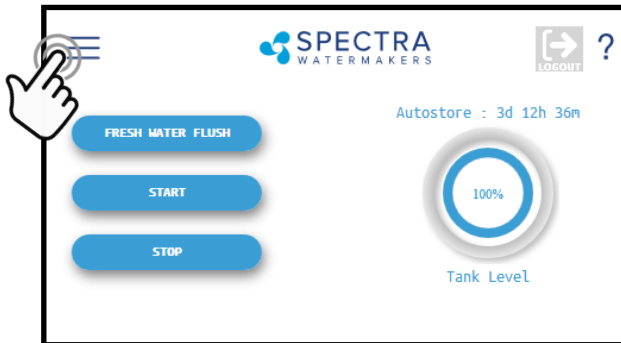 SPECTRA
WATERMAKERS
LOGOUT
?
Autostore : 3d 12h 36m
FRESH WATER FLUSH
START
100%
STOP
Tank Level